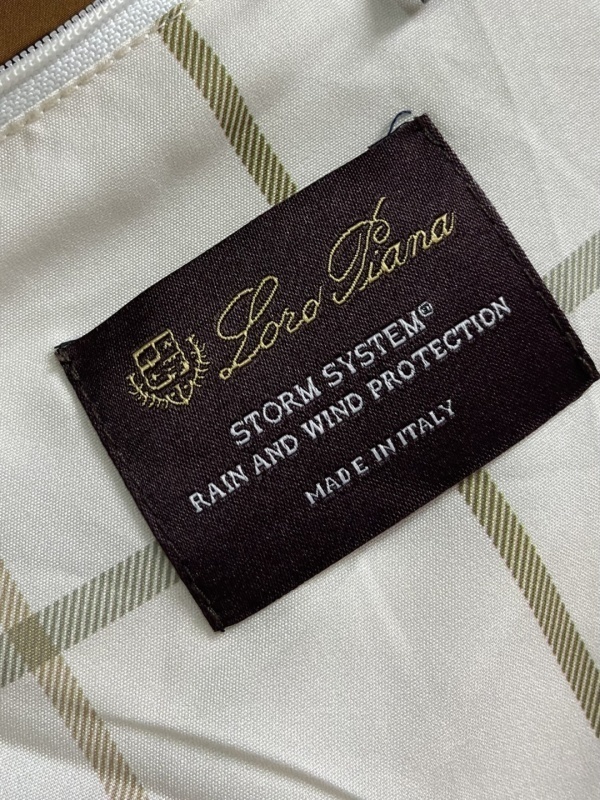 Loro Piana
STORM SYSTEM®
RAIN AND WIND PROTECTION
MADE IN ITALY